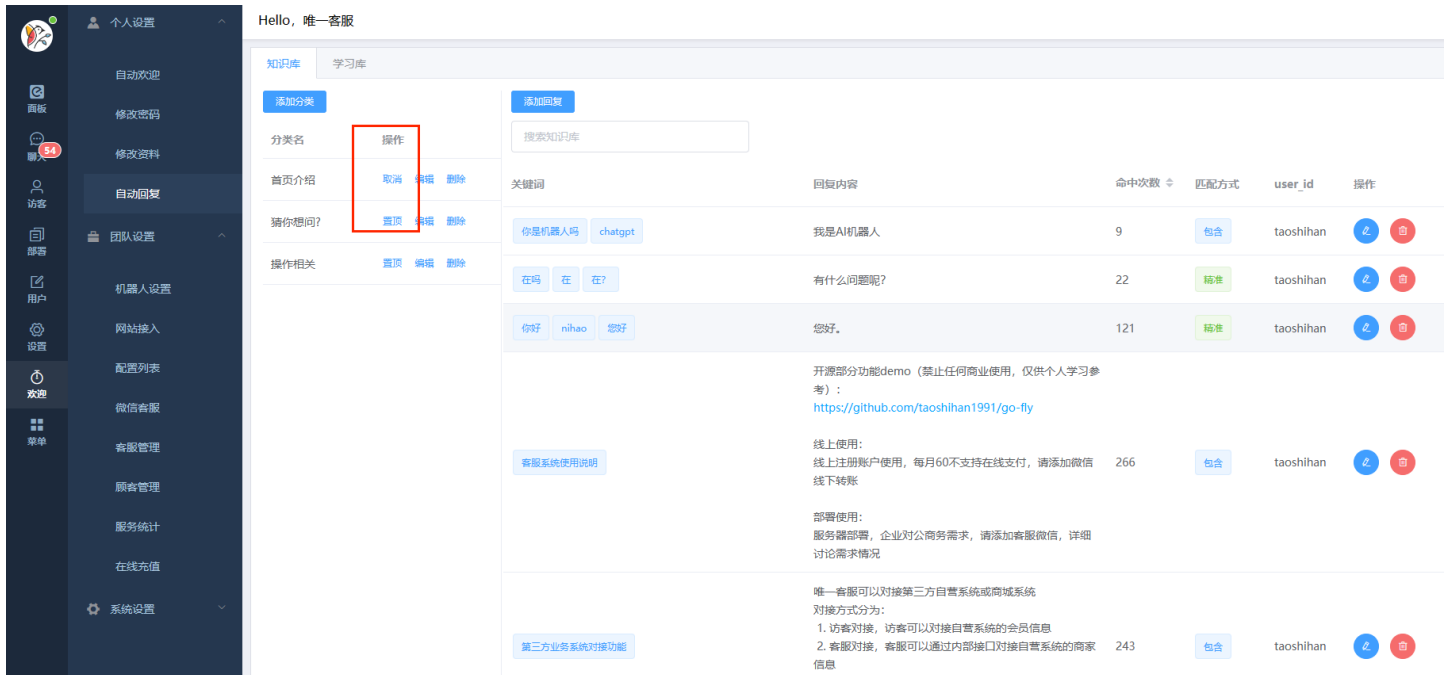 Hello，唯一客服
面板
聊天
54
访客
部署
用户
设置
欢迎
菜单
个人设置
自动欢迎
修改密码
修改资料
自动回复
团队设置
机器人设置
网站接入
配置列表
微信客服
客服管理
顾客管理
服务统计
在线充值
系统设置
知识库 学习库
添加分类
分类名 操作
首页介绍 取消 编辑 删除
猜你想问? 置顶 编辑 删除
操作相关 置顶 编辑 删除
添加回复
搜索知识库
关键词 回复内容 命中次数 匹配方式 user_id 操作
你是机器人吗 chatgpt 我是AI机器人 9 包含 taoshihan
在吗 在 在? 有什么问题呢? 22 精准 taoshihan
你好 nihao 您好 您好。 121 精准 taoshihan
开源部分功能demo（禁止任何商业使用，仅供个人学习参
考）:
https://github.com/taoshihan1991/go-fly
线上使用:
客服系统使用说明 线上注册账户使用，每月60不支持在线支付，请添加微信 266 包含 taoshihan
线下转账
部署使用:
服务器部署，企业对公商务需求，请添加客服微信，详细
讨论需求情况
唯一客服可以对接第三方自营系统或商城系统
对接方式分为:
1. 访客对接，访客可以对接自营系统的会员信息
第三方业务系统对接功能 2. 客服对接，客服可以通过内部接口对接自营系统的商家 243 包含 taoshihan
信息